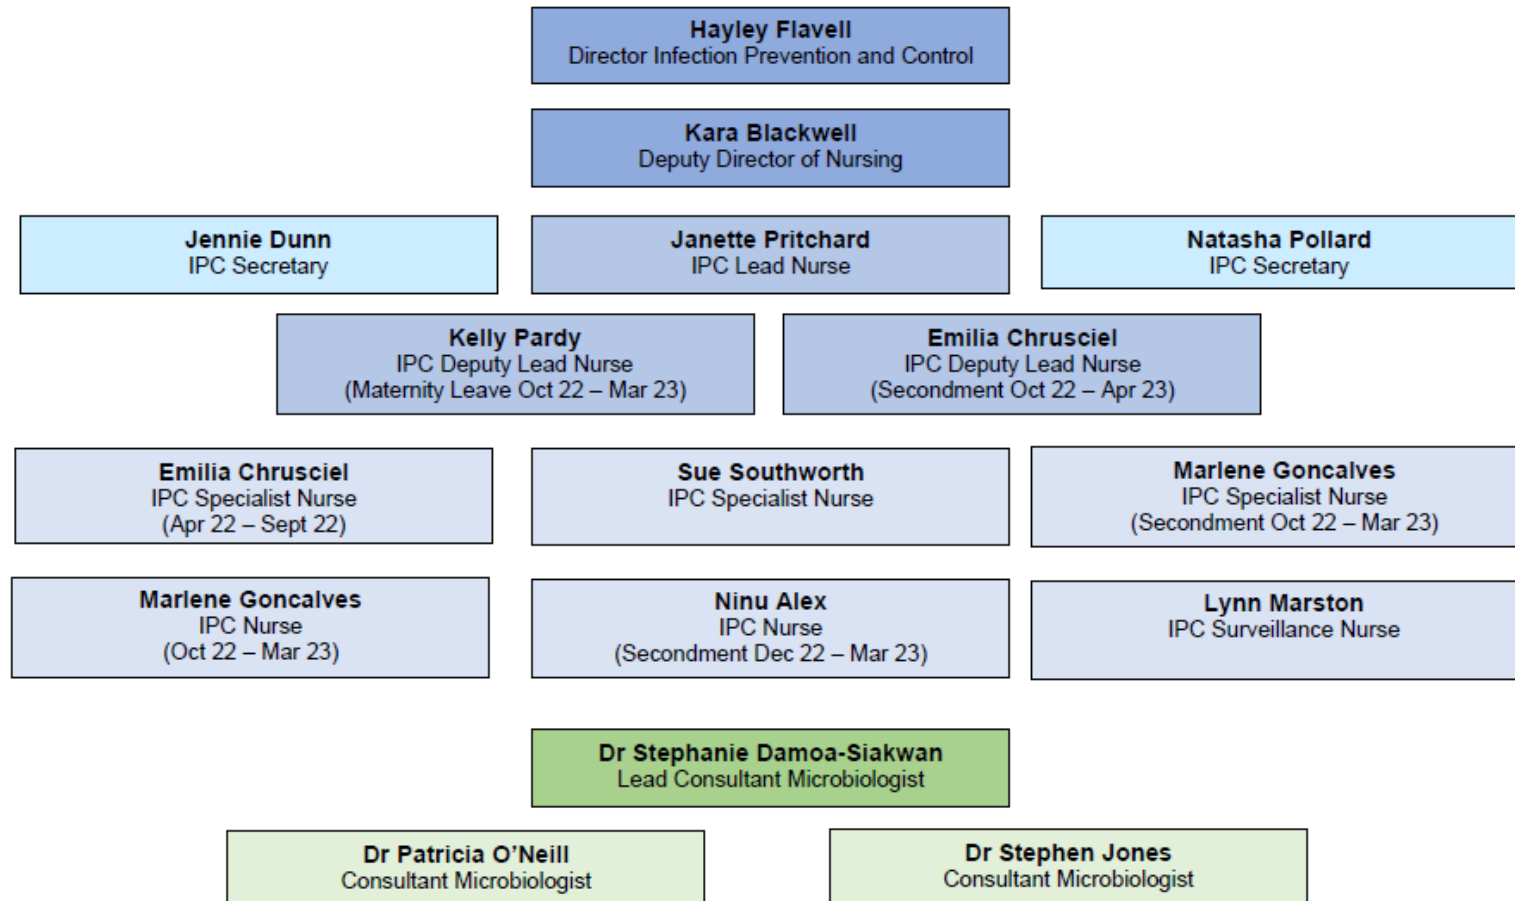 Hayley Flavell
Director Infection Prevention and Control
Kara Blackwell
Deputy Director of Nursing
Jennie Dunn
IPC Secretary
Janette Pritchard
IPC Lead Nurse
Natasha Pollard
IPC Secretary
Kelly Pardy
IPC Deputy Lead Nurse
(Maternity Leave Oct 22 – Mar 23)
Emilia Chrusciel
IPC Deputy Lead Nurse
(Secondment Oct 22 – Apr 23)
Emilia Chrusciel
IPC Specialist Nurse
(Apr 22 – Sept 22)
Sue Southworth
IPC Specialist Nurse
Marlene Goncalves
IPC Specialist Nurse
(Secondment Oct 22 – Mar 23)
Marlene Goncalves
IPC Nurse
(Oct 22 – Mar 23)
Ninu Alex
IPC Nurse
(Secondment Dec 22 – Mar 23)
Lynn Marston
IPC Surveillance Nurse
Dr Stephanie Damoa-Siakwan
Lead Consultant Microbiologist
Dr Patricia O’Neill
Consultant Microbiologist
Dr Stephen Jones
Consultant Microbiologist